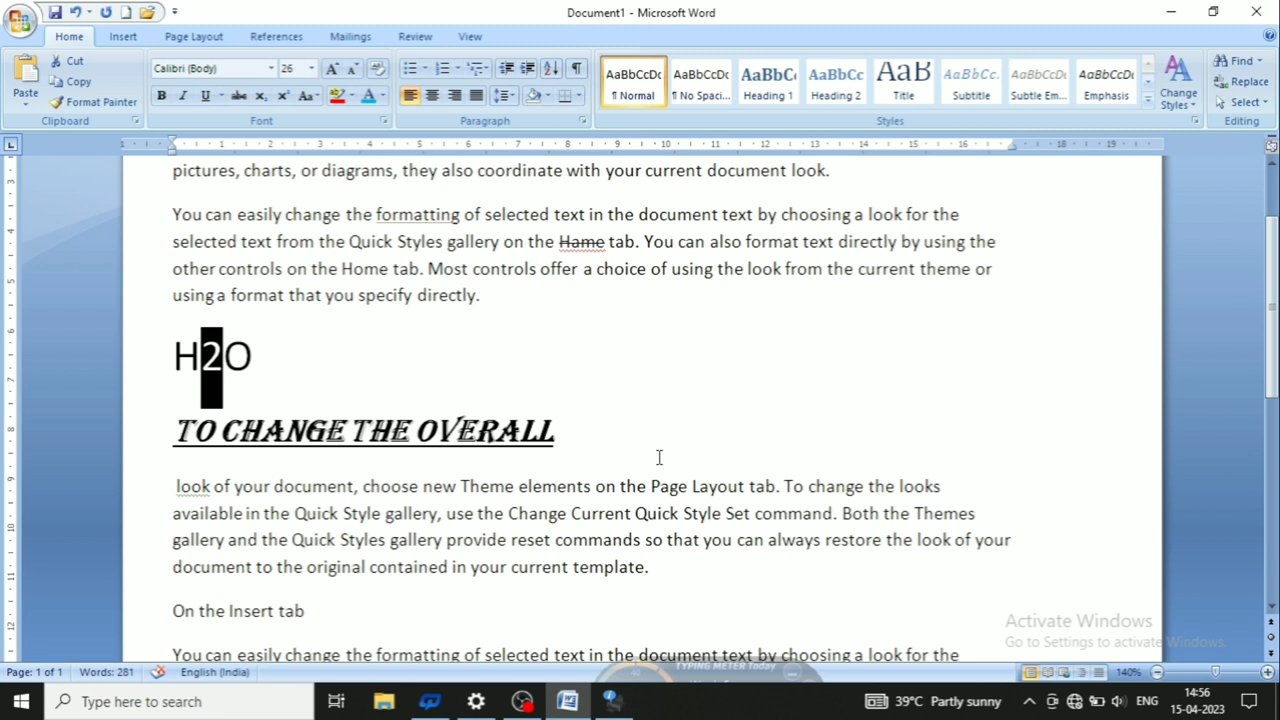 Document1 - Microsoft Word
Home Insert Page Layout References Mailings Review View
Paste
Cut
Copy
Format Painter
Clipboard
Calibri (Body) 26
Font
Paragraph
AaBbCcDc AaBbCcDc AaBbC AaBbCc AaB AaBbCc. AaBbCcDc AaBbCcDc
¶ Normal ¶ No Spaci... Heading 1 Heading 2 Title Subtitle Subtle Em... Emphasis
Change
Styles
Styles
Find
Replace
Select
Editing
pictures, charts, or diagrams, they also coordinate with your current document look.
You can easily change the formatting of selected text in the document text by choosing a look for the
selected text from the Quick Styles gallery on the Hame tab. You can also format text directly by using the
other controls on the Home tab. Most controls offer a choice of using the look from the current theme or
using a format that you specify directly.
H2O
TO CHANGE THE OVERALL
look of your document, choose new Theme elements on the Page Layout tab. To change the looks
available in the Quick Style gallery, use the Change Current Quick Style Set command. Both the Themes
gallery and the Quick Styles gallery provide reset commands so that you can always restore the look of your
document to the original contained in your current template.
On the Insert tab
You can easily change the formatting of selected text in the document text by choosing a look for the
Activate Windows
Go to Settings to activate Windows.
Page: 1 of 1 Words: 281 English (India) 140%
TYPING METER Today
Type here to search
39°C Partly sunny
ENG
14:56
15-04-2023